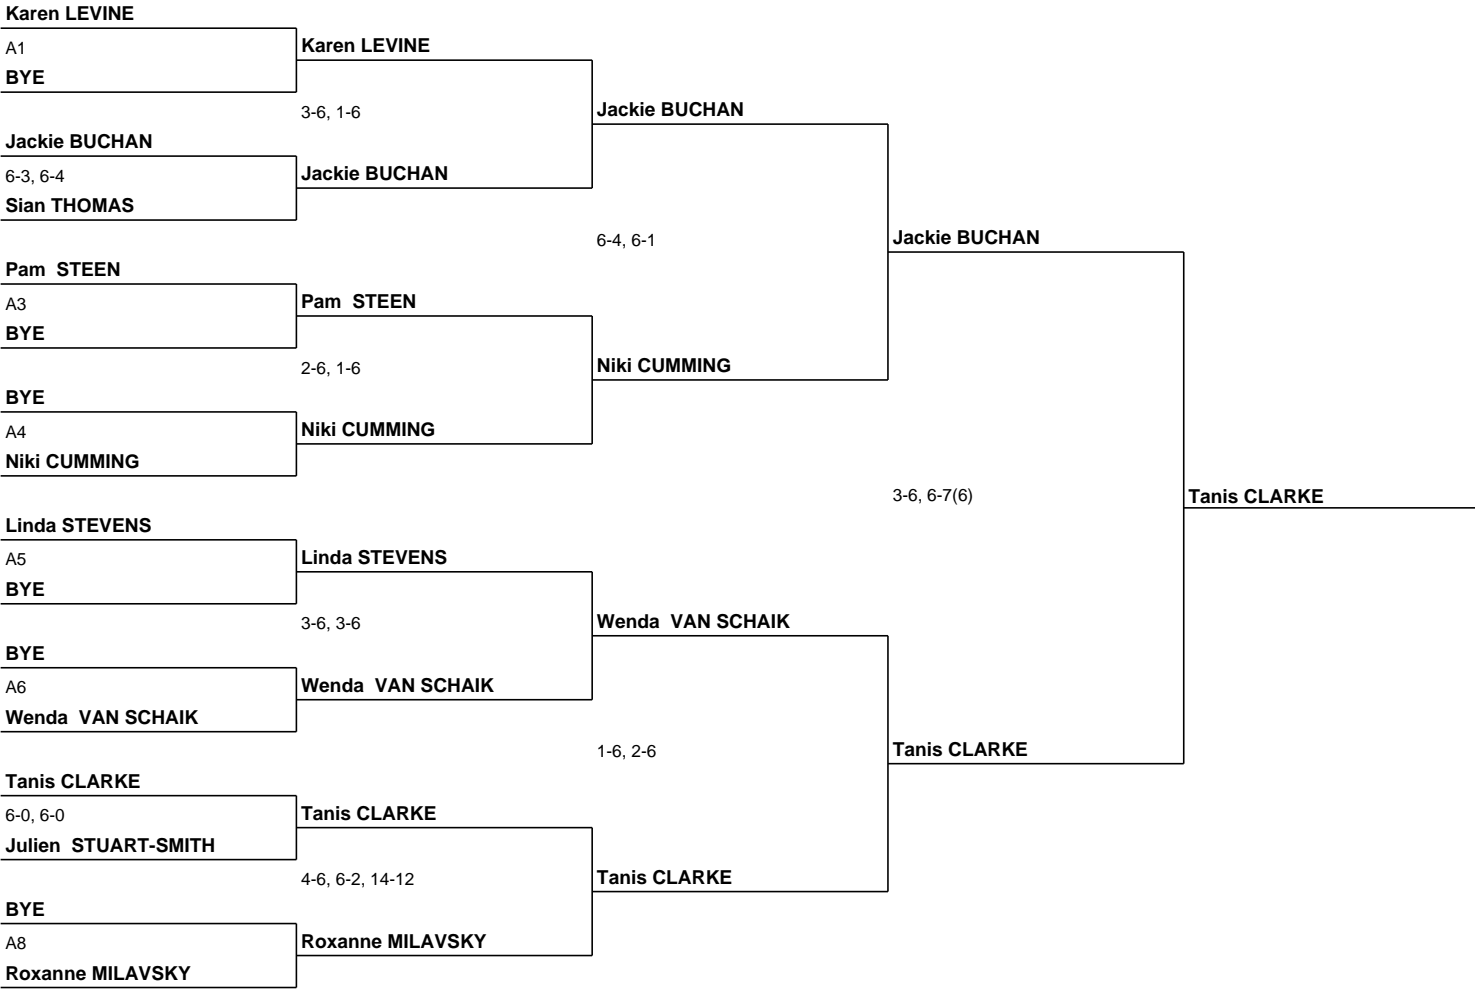 Karen LEVINE
A1
BYE
Jackie BUCHAN
6-3, 6-4
Sian THOMAS
Pam  STEEN
A3
BYE
BYE
A4
Niki CUMMING
Linda STEVENS
A5
BYE
BYE
A6
Wenda  VAN SCHAIK
Tanis CLARKE
6-0, 6-0
Julien  STUART-SMITH
BYE
A8
Roxanne MILAVSKY
Karen LEVINE
3-6, 1-6
Jackie BUCHAN
Pam  STEEN
2-6, 1-6
Niki CUMMING
Linda STEVENS
3-6, 3-6
Wenda  VAN SCHAIK
Tanis CLARKE
4-6, 6-2, 14-12
Roxanne MILAVSKY
Jackie BUCHAN
6-4, 6-1
Niki CUMMING
Wenda  VAN SCHAIK
1-6, 2-6
Tanis CLARKE
Jackie BUCHAN
3-6, 6-7(6)
Tanis CLARKE
Tanis CLARKE